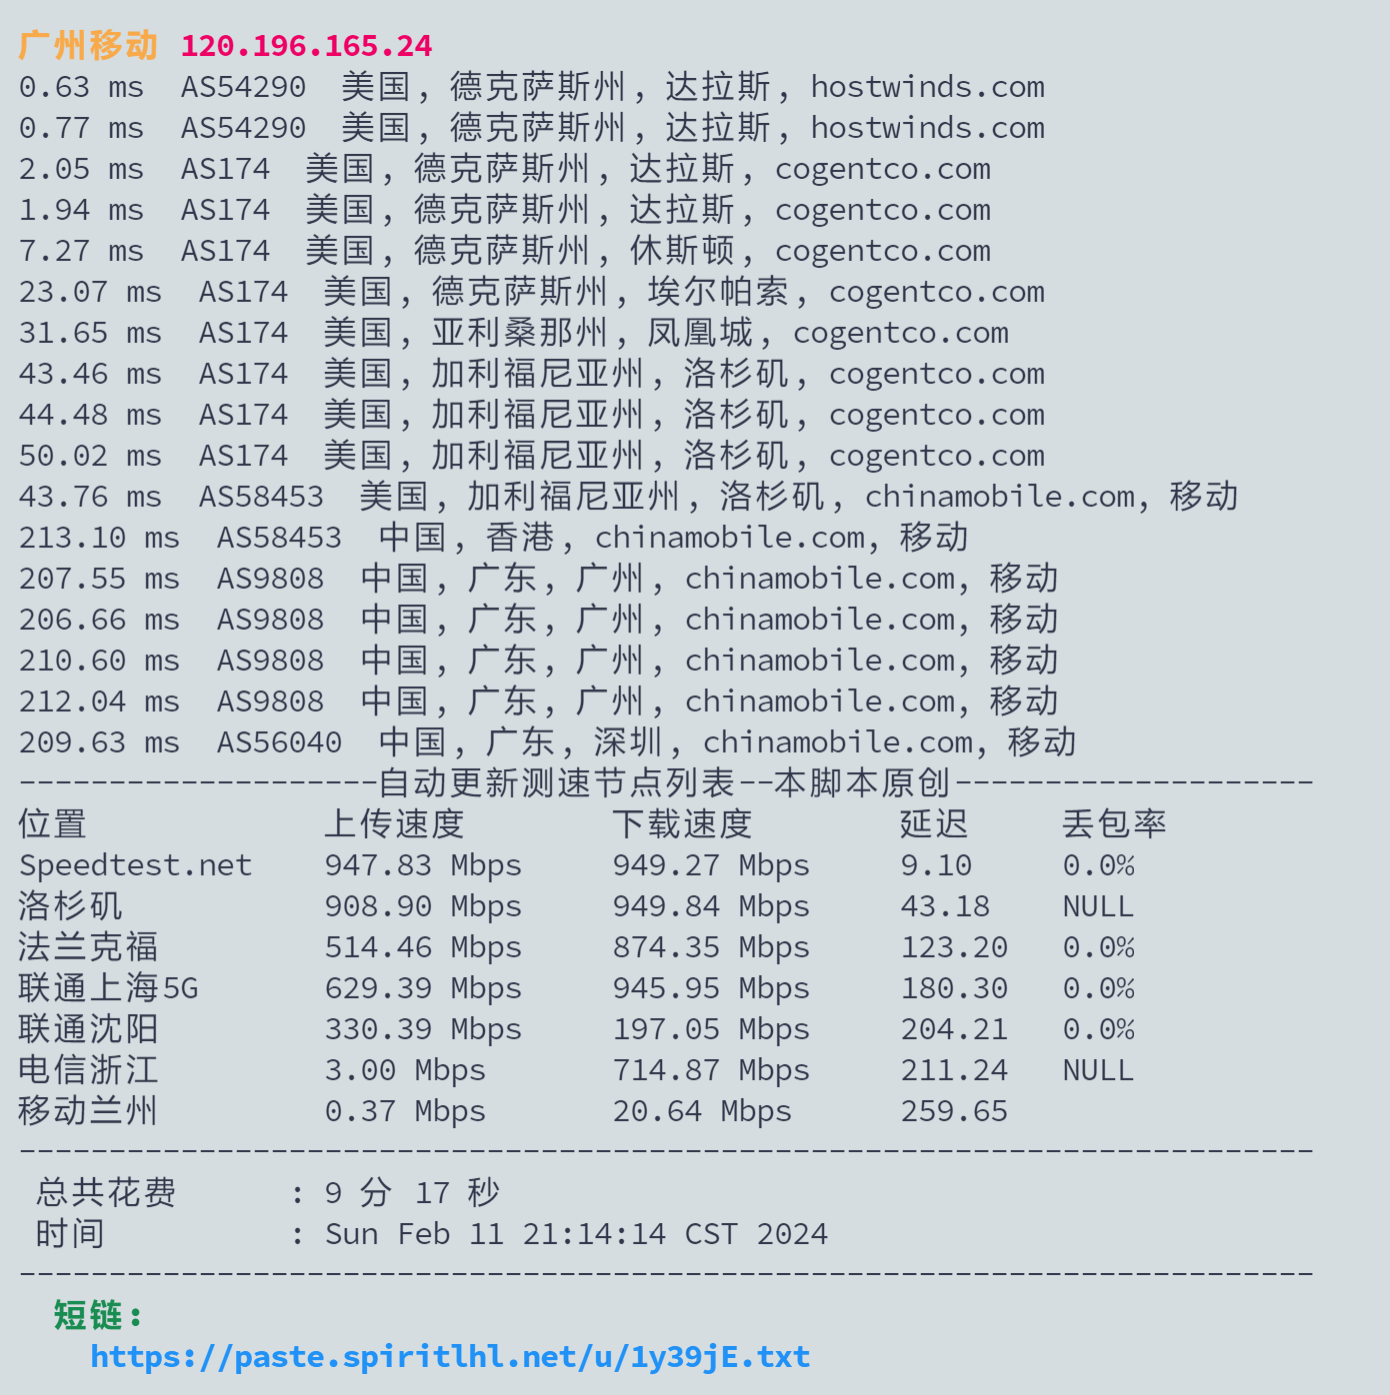 广州移动 120.196.165.24
0.63 ms  AS54290  美国, 德克萨斯州, 达拉斯, hostwinds.com
0.77 ms  AS54290  美国, 德克萨斯州, 达拉斯, hostwinds.com
2.05 ms  AS174  美国, 德克萨斯州, 达拉斯, cogentco.com
1.94 ms  AS174  美国, 德克萨斯州, 达拉斯, cogentco.com
7.27 ms  AS174  美国, 德克萨斯州, 休斯顿, cogentco.com
23.07 ms  AS174  美国, 德克萨斯州, 埃尔帕索, cogentco.com
31.65 ms  AS174  美国, 亚利桑那州, 凤凰城, cogentco.com
43.46 ms  AS174  美国, 加利福尼亚州, 洛杉矶, cogentco.com
44.48 ms  AS174  美国, 加利福尼亚州, 洛杉矶, cogentco.com
50.02 ms  AS174  美国, 加利福尼亚州, 洛杉矶, cogentco.com
43.76 ms  AS58453  美国, 加利福尼亚州, 洛杉矶, chinamobile.com, 移动
213.10 ms  AS58453  中国, 香港, chinamobile.com, 移动
207.55 ms  AS9808  中国, 广东, 广州, chinamobile.com, 移动
206.66 ms  AS9808  中国, 广东, 广州, chinamobile.com, 移动
210.60 ms  AS9808  中国, 广东, 广州, chinamobile.com, 移动
212.04 ms  AS9808  中国, 广东, 广州, chinamobile.com, 移动
209.63 ms  AS56040  中国, 广东, 深圳, chinamobile.com, 移动
--------------------自动更新测速节点列表--本脚本原创--------------------
位置             上传速度        下载速度        延迟     丢包率
Speedtest.net    947.83 Mbps     949.27 Mbps     9.10     0.0%
洛杉矶           908.90 Mbps     949.84 Mbps     43.18    NULL
法兰克福         514.46 Mbps     874.35 Mbps     123.20   0.0%
联通上海5G       629.39 Mbps     945.95 Mbps     180.30   0.0%
联通沈阳         330.39 Mbps     197.05 Mbps     204.21   0.0%
电信浙江         3.00 Mbps       714.87 Mbps     211.24   NULL
移动兰州         0.37 Mbps       20.64 Mbps      259.65
------------------------------------------------------------------------
总共花费      : 9 分 17 秒
时间          : Sun Feb 11 21:14:14 CST 2024
------------------------------------------------------------------------
短链:
https://paste.spiritlhl.net/u/1y39jE.txt